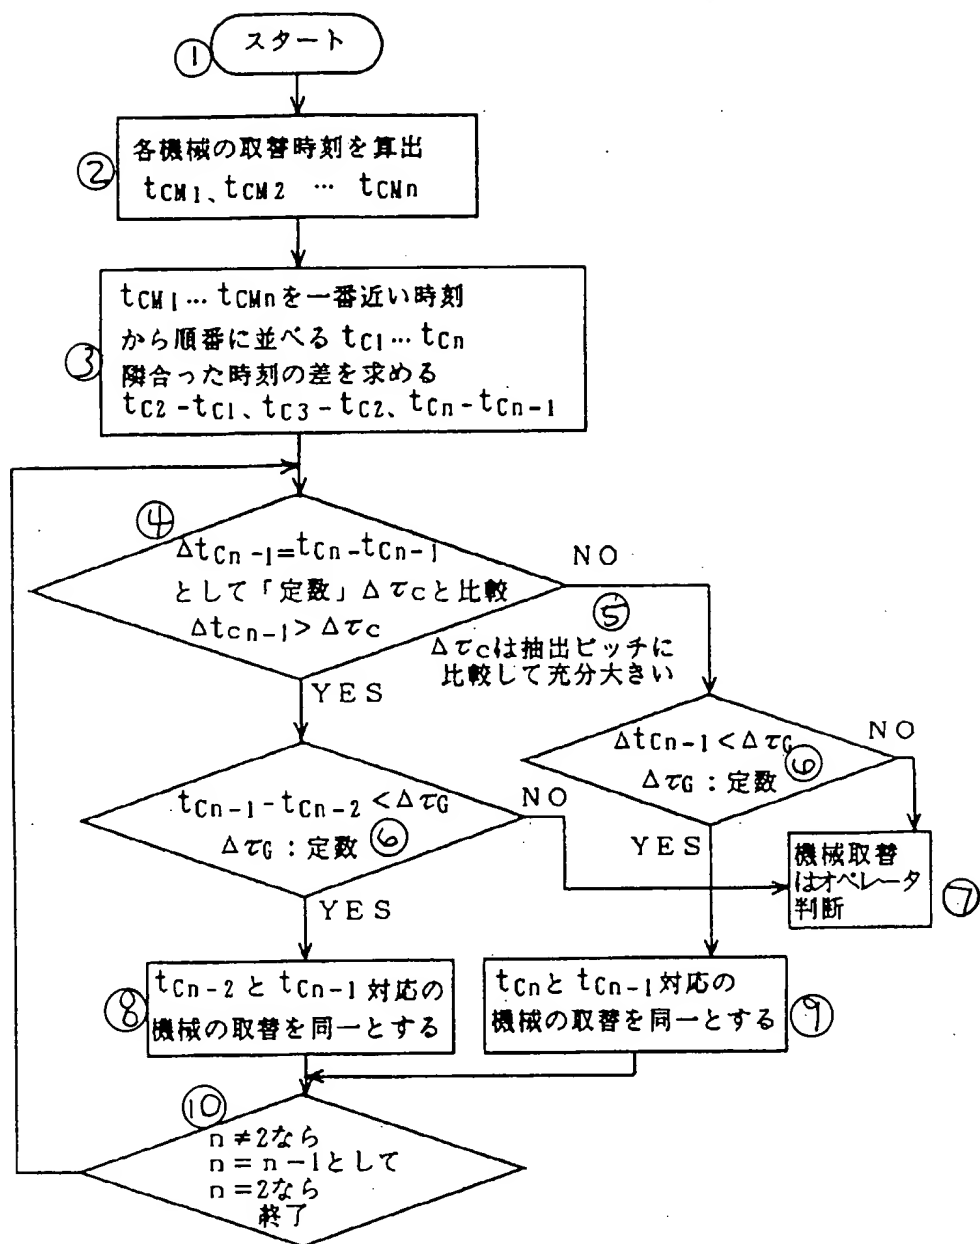 ① スタート
② 各機械の取替時刻を算出
tCM1、tCM2 … tCMn
tCM1…tCMnを一番近い時刻
から順番に並べる tC1…tCn
③ 隣合った時刻の差を求める
tC2-tC1、tC3-tC2、tCn-tCn-1
④
ΔtCn-1=tCn-tCn-1
として「定数」Δτcと比較
Δtcn-1>Δτc
NO
YES
⑤
Δτcは抽出ピッチに
比較して充分大きい
ΔtCn-1<ΔτG
ΔτG:定数 ⑥
NO
YES
tCn-1-tCn-2<ΔτG
ΔτG:定数 ⑥
NO
YES
機械取替
はオペレータ
判断
⑦
⑧ tCn-2とtCn-1対応の
機械の取替を同一とする
tCnとtCn-1対応の
機械の取替を同一とする ⑨
⑩
n≠2なら
n=n-1として
n=2なら
終了